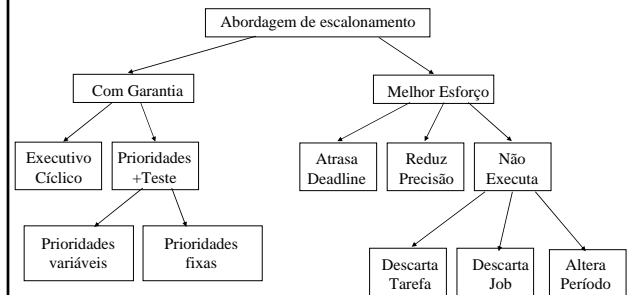 Abordagem de escalonamento
Com Garantia
Melhor Esforço
Executivo
Cíclico
Prioridades
+Teste
Atrasa
Deadline
Reduz
Precisão
Não
Executa
Prioridades
variáveis
Prioridades
fixas
Descarta
Tarefa
Descarta
Job
Altera
Período